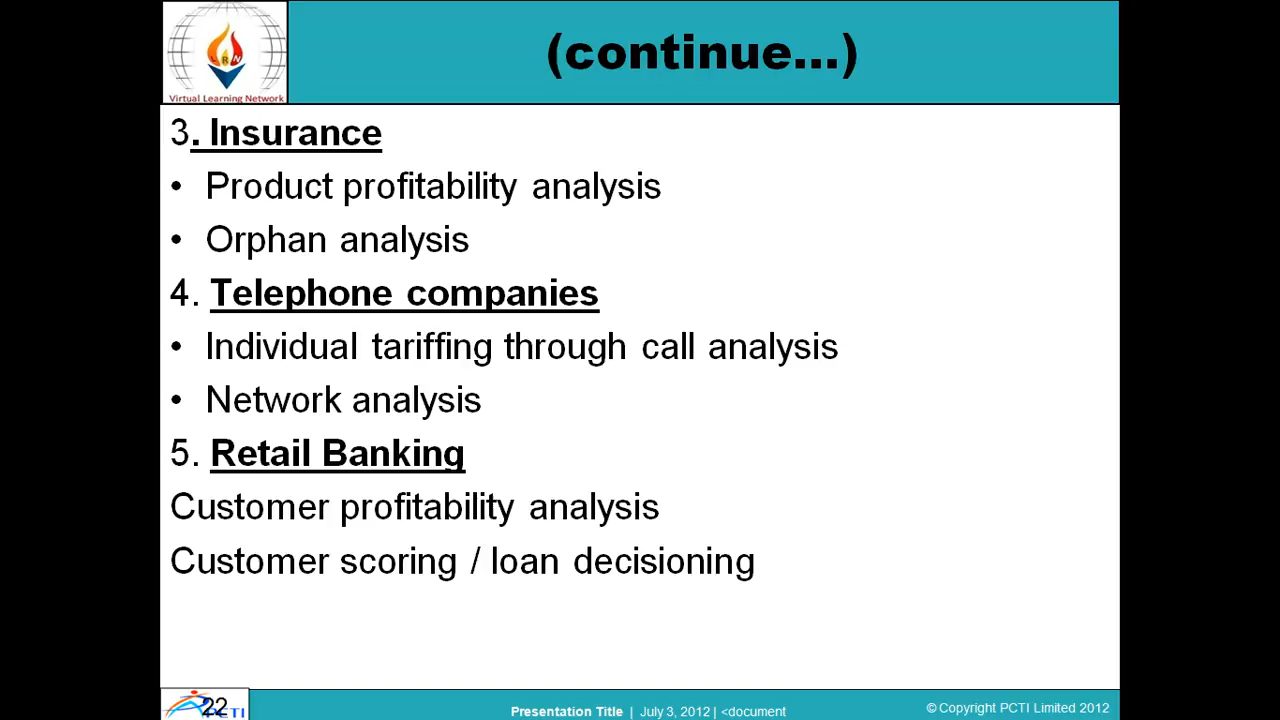 (continue...)
LRN
Virtual Learning Network
3. Insurance
• Product profitability analysis
• Orphan analysis
4. Telephone companies
• Individual tariffing through call analysis
• Network analysis
5. Retail Banking
Customer profitability analysis
Customer scoring / loan decisioning
22
PCTI
Presentation Title | July 3, 2012 | <document
© Copyright PCTI Limited 2012